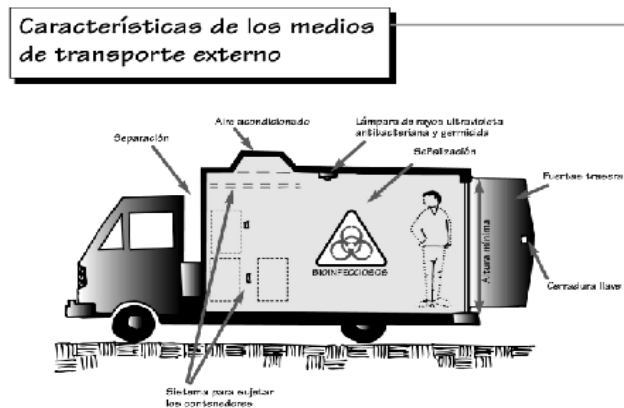 Características de los medios
de transporte externo
Aire acondicionado
Lámpara de rayos ultravioleta
antibacteriana y germicida
Separación
Señalización
Puertas trasera
BIOINFECCIOSOS
Altura mínima
Cerradura llave
Sistema para sujetar
los contenedores